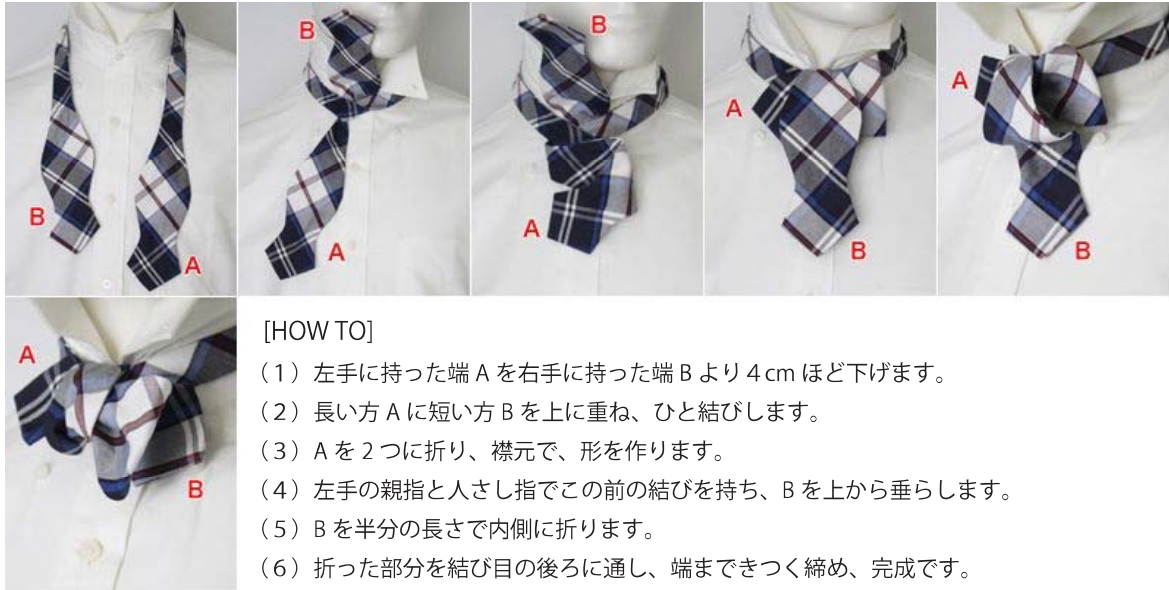 B
A
B
A
B
A
A
B
A
B
A
B
[HOW TO]
（1）左手に持った端 A を右手に持った端 B より４cm ほど下げます。
（2）長い方 A に短い方 B を上に重ね、ひと結びします。
（3）A を 2 つに折り、襟元で、形を作ります。
（4）左手の親指と人さし指でこの前の結びを持ち、B を上から垂らします。
（5）B を半分の長さで内側に折ります。
（6）折った部分を結び目の後ろに通し、端まできつく締め、完成です。